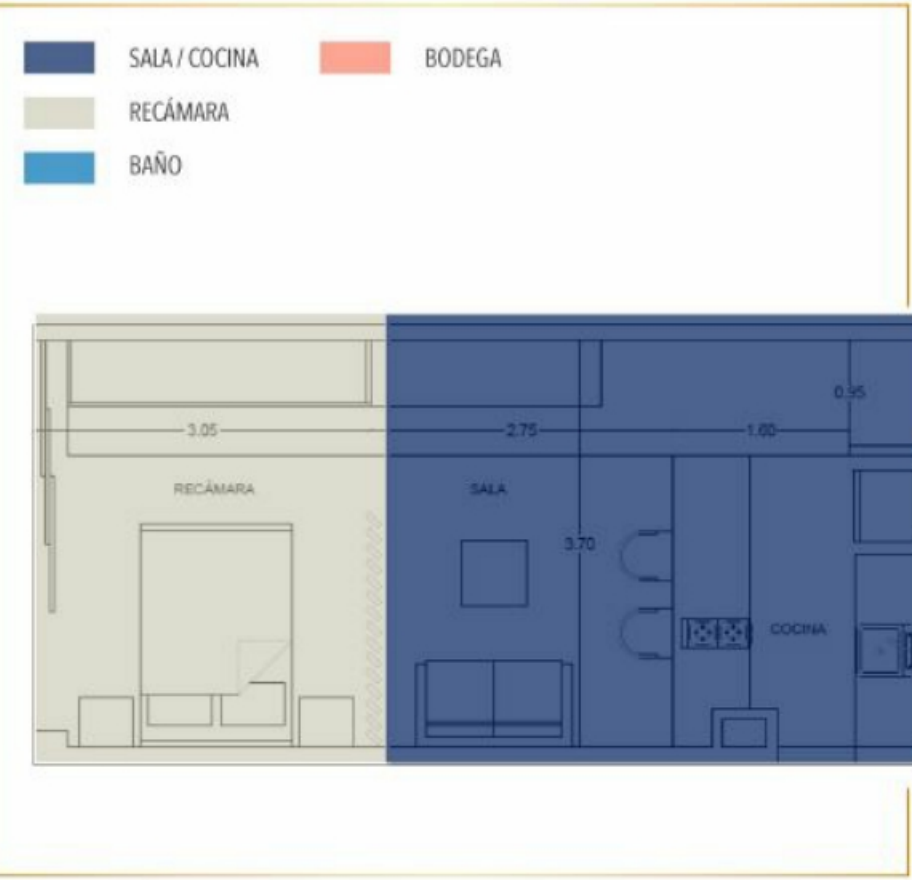 SALA / COCINA
BODEGA
RECÁMARA
BAÑO
0.95
3.05
2.75
1.60
RECÁMARA
SALA
3.70
COCINA